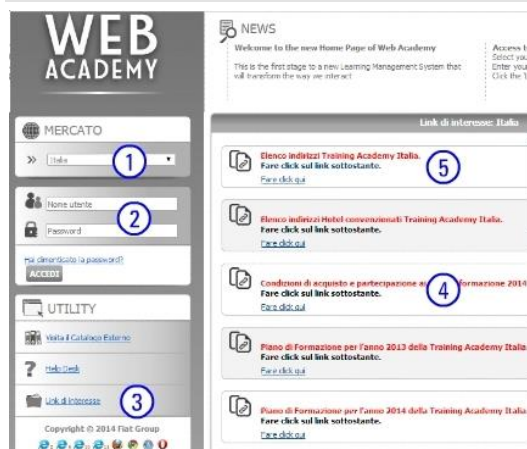 WEB
ACADEMY
NEWS
Welcome to the new Home Page of Web Academy
This is the first stage to a new Learning Management System that
will transform the way we interact
Access t
Select you
Enter your
Click the
MERCATO
» Italia
1
Nome utente
Password
2
Hai dimenticato la password?
ACCEDI
UTILITY
Visita il Catalogo Esterno
Help Desk
Link di interesse
3
Copyright © 2014 Fiat Group
Link di interesse: Italia
Elenco indirizzi Training Academy Italia.
Fare click sul link sottostante.
Fare click qui
5
Elenco indirizzi Hotel convenzionati Training Academy Italia.
Fare click sul link sottostante.
Fare click qui
Condizioni di acquisto e partecipazione formazione 2014
Fare click sul link sottostante.
Fare click qui
4
Piano di Formazione per l'anno 2013 della Training Academy Italia
Fare click sul link sottostante.
Fare click qui
Piano di Formazione per l'anno 2014 della Training Academy Italia
Fare click sul link sottostante.
Fare click qui